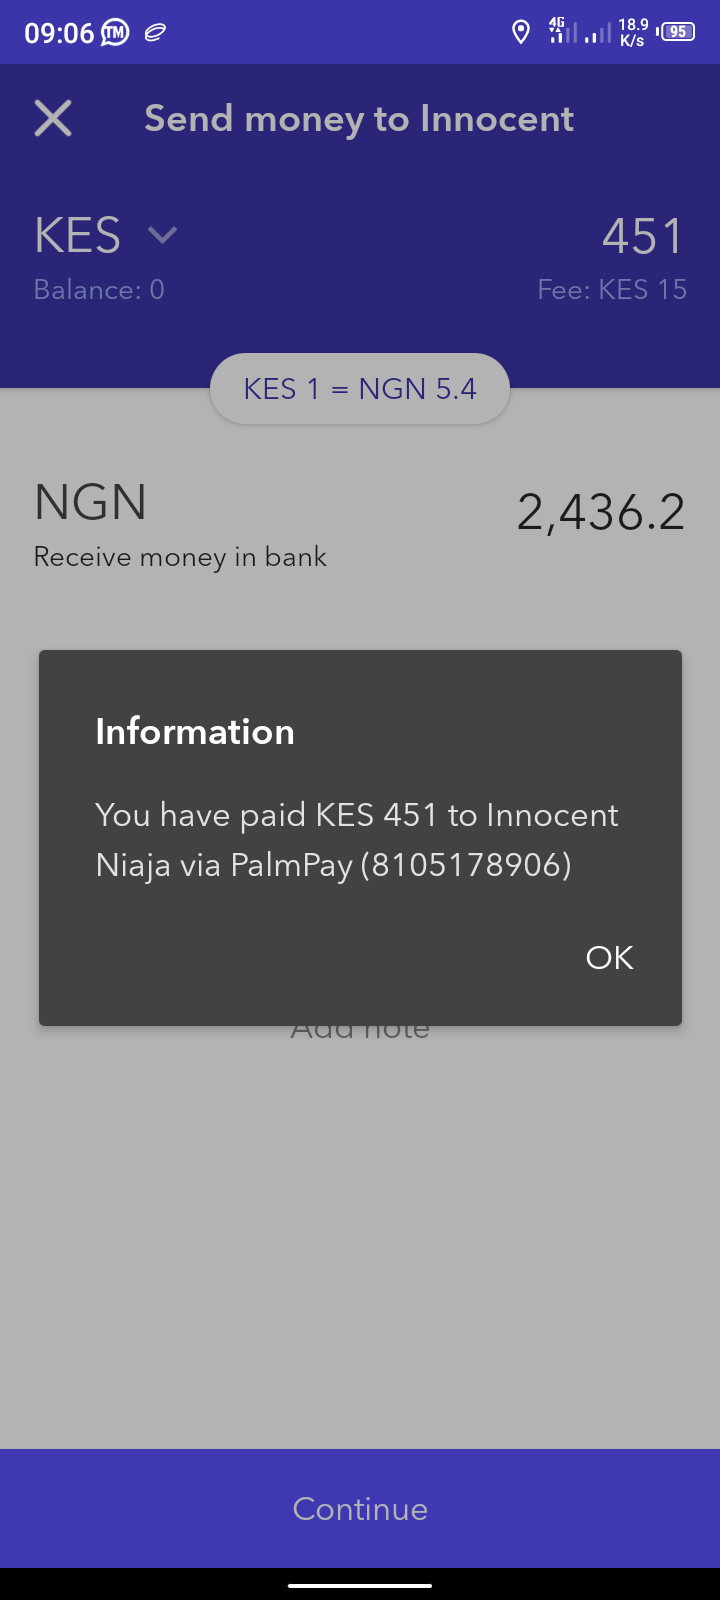 09:06 TM 4G 18.9 K/s 95
Send money to Innocent
KES 451
Balance: 0 Fee: KES 15
KES 1 = NGN 5.4
NGN 2,436.2
Receive money in bank
Information
You have paid KES 451 to Innocent
Niaja via PalmPay (8105178906)
OK
Add note
Continue